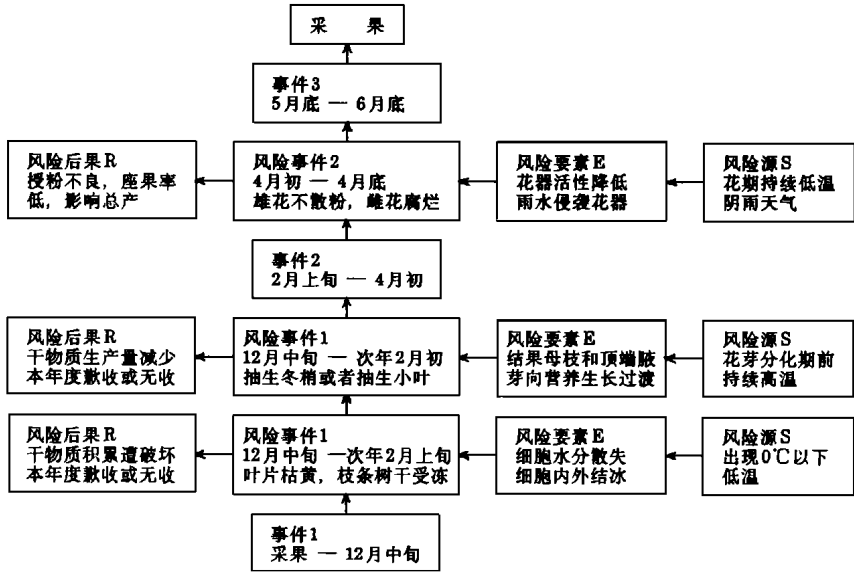 采 果
事件3
5月底 — 6月底
风险后果R
授粉不良，座果率
低，影响总产
风险事件2
4月初 — 4月底
雄花不散粉，雌花腐烂
风险要素E
花器活性降低
雨水侵袭花器
风险源S
花期持续低温
阴雨天气
事件2
2月上旬 — 4月初
风险后果R
干物质生产量减少
本年度歉收或无收
风险事件1
12月中旬 — 次年2月初
抽生冬梢或者抽生小叶
风险要素E
结果母枝和顶端腋
芽向营养生长过渡
风险源S
花芽分化期前
持续高温
风险后果R
干物质积累遭破坏
本年度歉收或无收
风险事件1
12月中旬 —次年2月上旬
叶片枯黄，枝条树干受冻
风险要素E
细胞水分散失
细胞内外结冰
风险源S
出现0℃以下
低温
事件1
采果 — 12月中旬